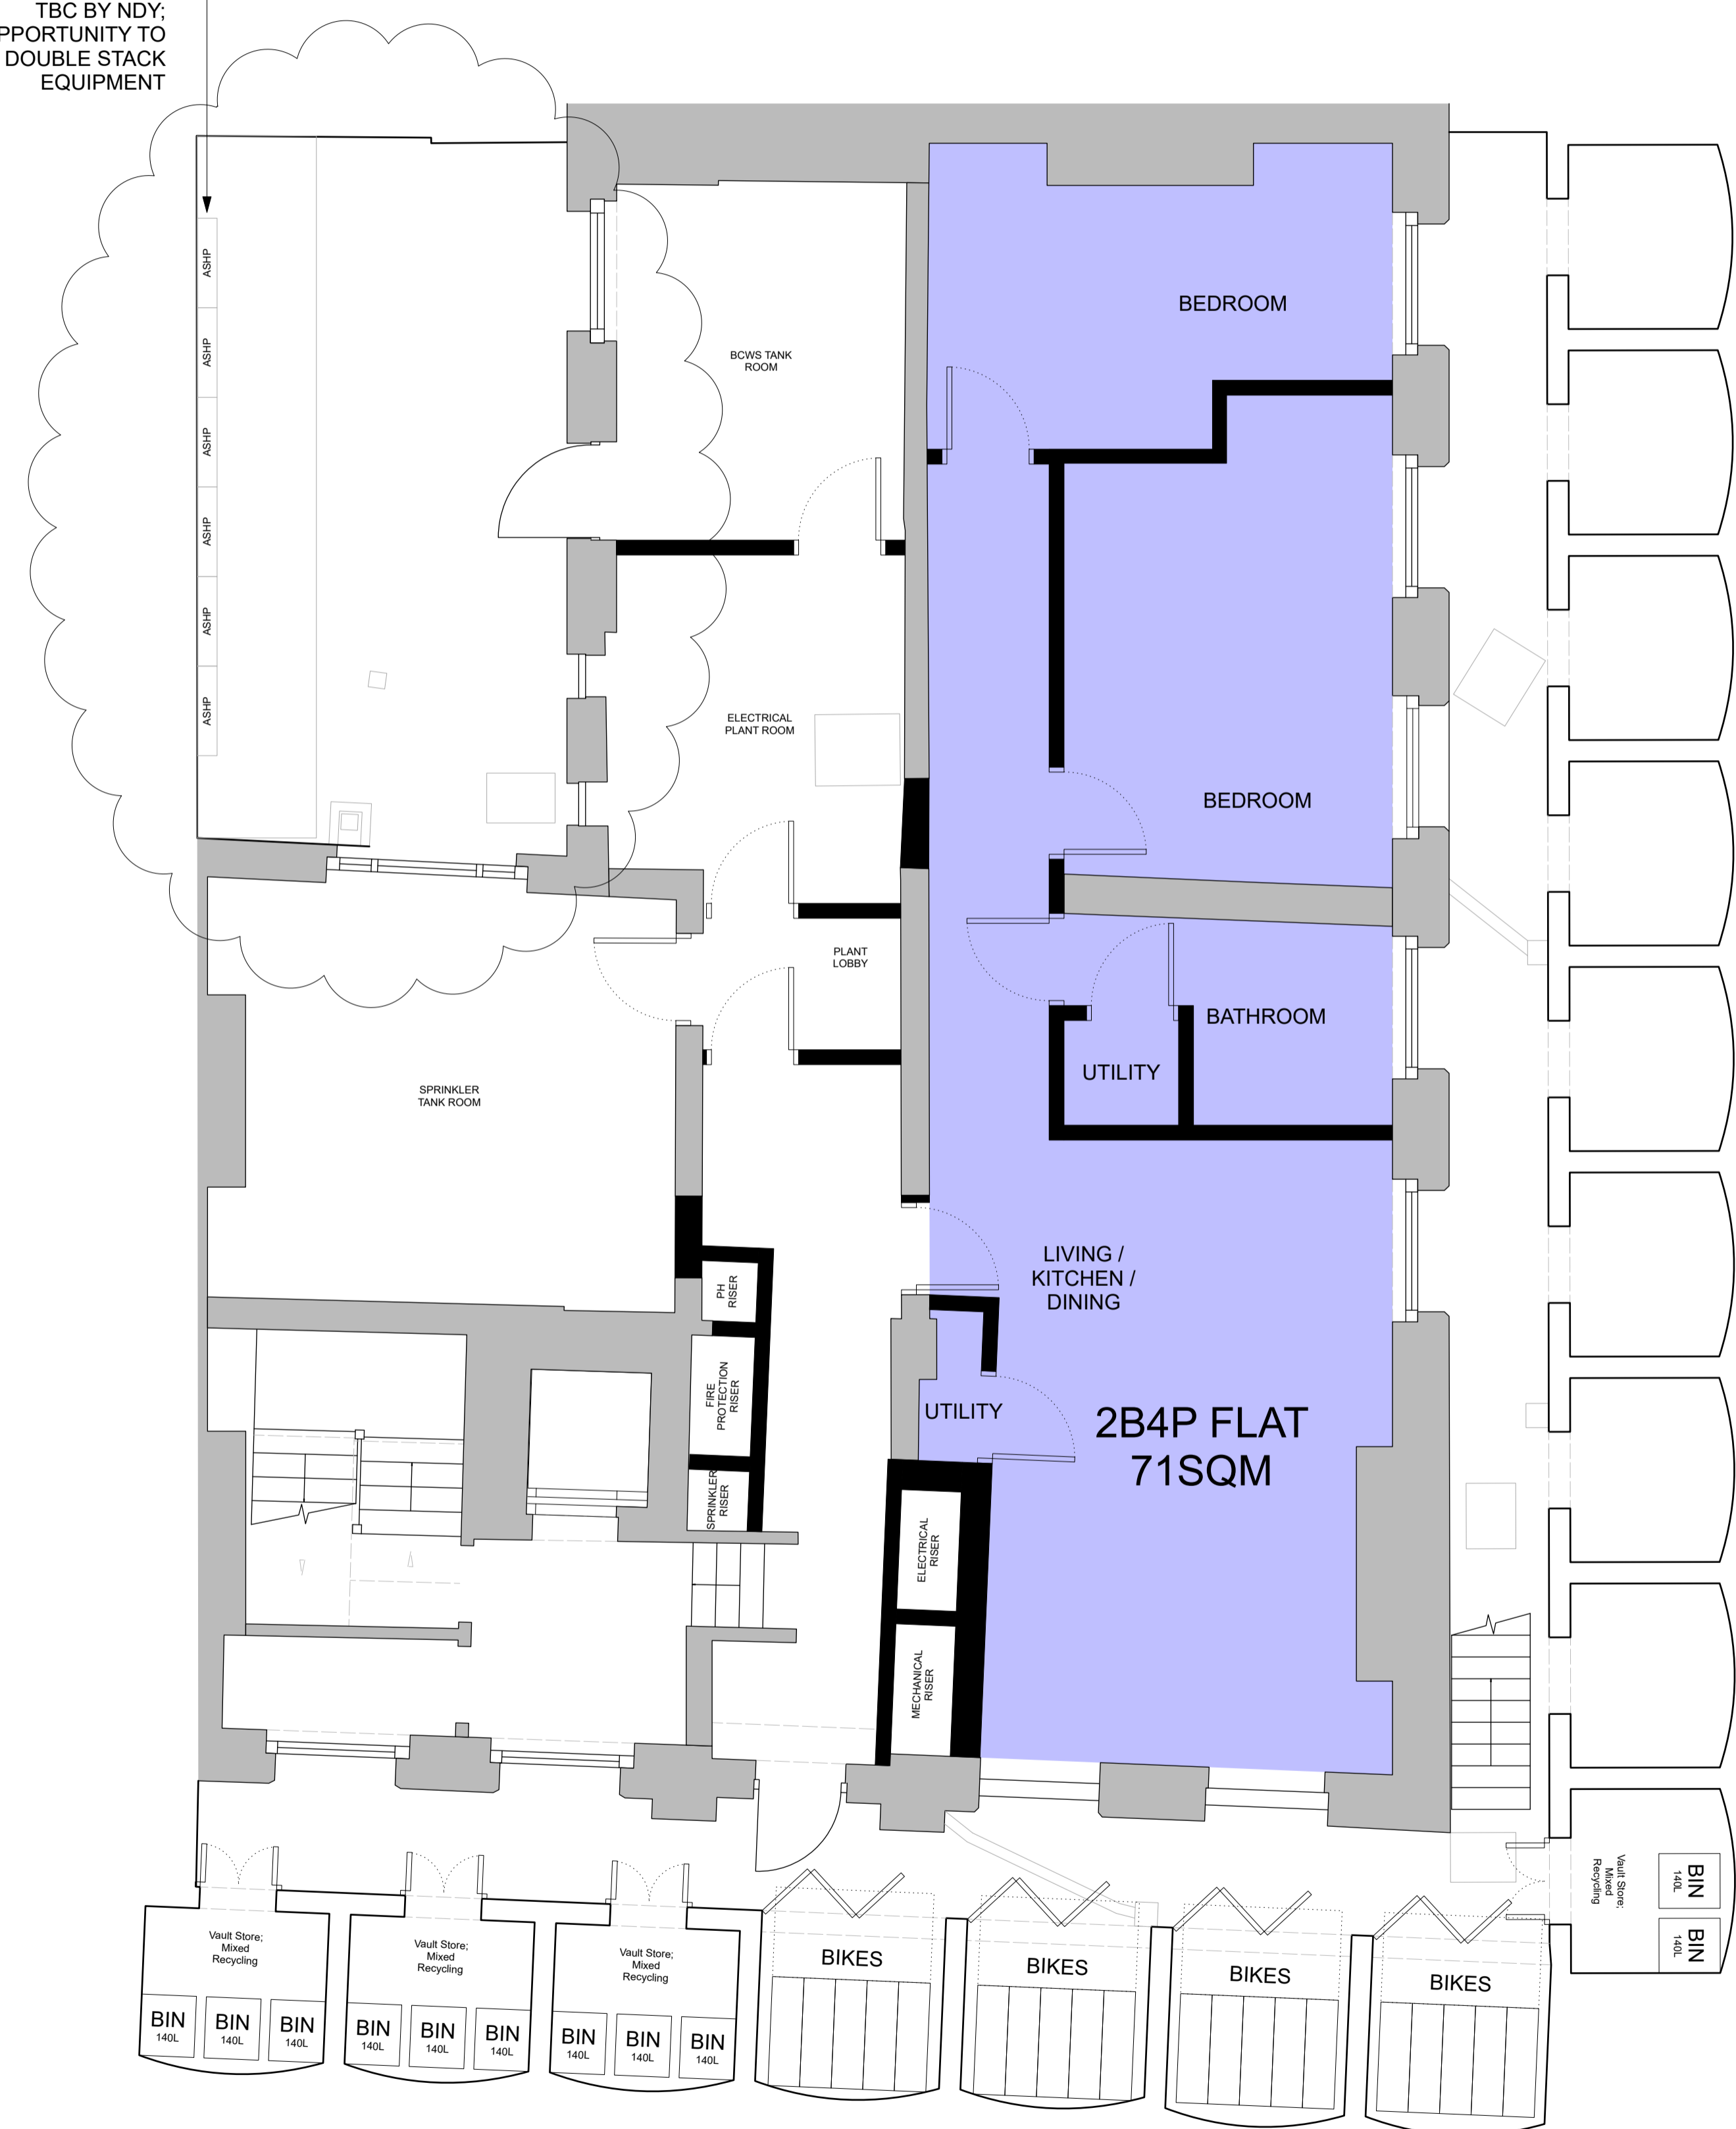 TBC BY NDY;
PPORTUNITY TO
DOUBLE STACK
EQUIPMENT
ASHP
ASHP
ASHP
ASHP
ASHP
ASHP
BCWS TANK
ROOM
BEDROOM
ELECTRICAL
PLANT ROOM
BEDROOM
PLANT
LOBBY
BATHROOM
UTILITY
SPRINKLER
TANK ROOM
LIVING /
KITCHEN /
DINING
PH
RISER
FIRE
PROTECTION
RISER
SPRINKLER
RISER
UTILITY
2B4P FLAT
71SQM
ELECTRICAL
RISER
MECHANICAL
RISER
Vault Store;
Mixed
Recycling
BIN
140L
BIN
140L
Vault Store;
Mixed
Recycling
BIN
140L
BIN
140L
BIN
140L
Vault Store;
Mixed
Recycling
BIN
140L
BIN
140L
BIN
140L
Vault Store;
Mixed
Recycling
BIN
140L
BIN
140L
BIN
140L
BIKES
BIKES
BIKES
BIKES